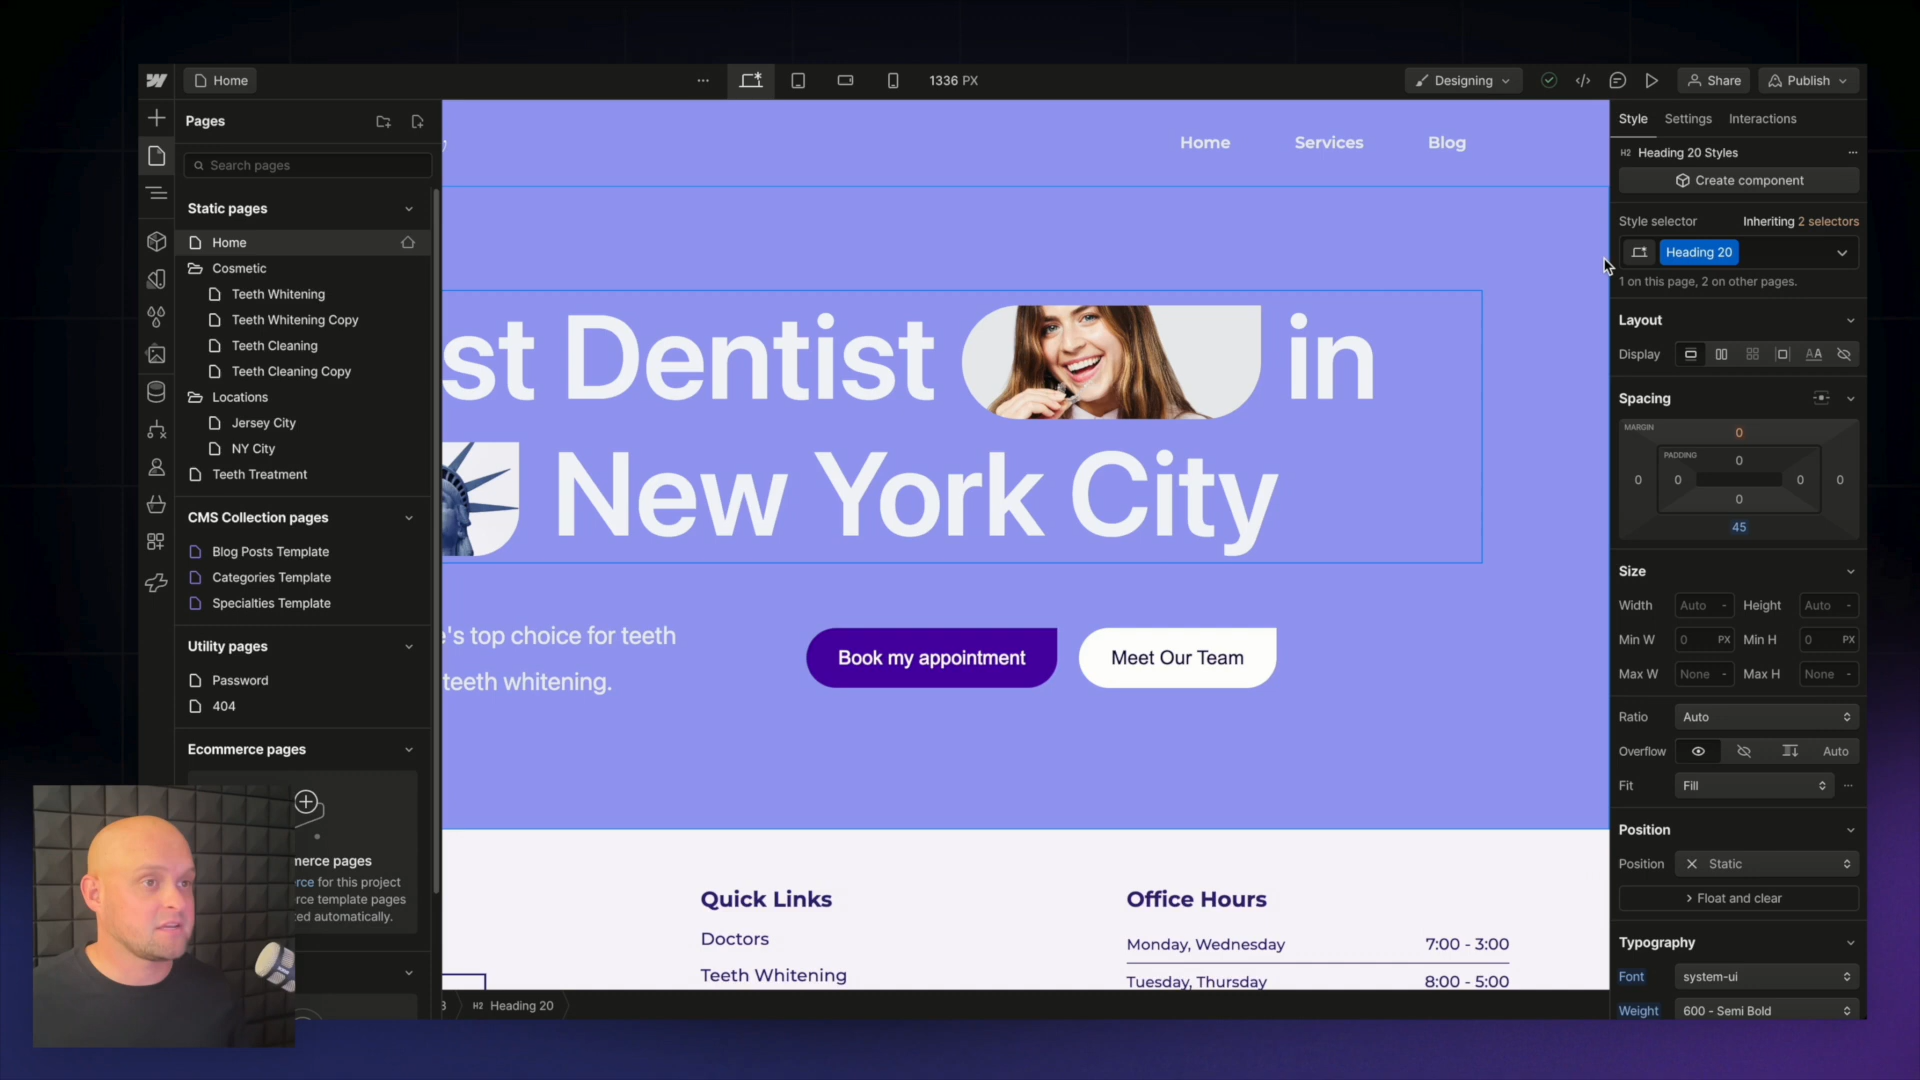 Home
1336 PX
Designing
Share
Publish
Pages
Search pages
Static pages
Home
Cosmetic
Teeth Whitening
Teeth Whitening Copy
Teeth Cleaning
Teeth Cleaning Copy
Locations
Jersey City
NY City
Teeth Treatment
CMS Collection pages
Blog Posts Template
Categories Template
Specialties Template
Utility pages
Password
404
Ecommerce pages
merce pages
rce for this project
rce template pages
ed automatically.
Home Services Blog
st Dentist in
New York City
e's top choice for teeth
teeth whitening.
Book my appointment
Meet Our Team
Quick Links
Doctors
Teeth Whitening
Office Hours
Monday, Wednesday 7:00 - 3:00
Tuesday, Thursday 8:00 - 5:00
H2 Heading 20
Style Settings Interactions
H2 Heading 20 Styles
Create component
Style selector Inheriting 2 selectors
Heading 20
1 on this page, 2 on other pages.
Layout
Display
Spacing
MARGIN
0
PADDING
0
0 0 0 0
0
45
Size
Width Auto - Height Auto -
Min W 0 PX Min H 0 PX
Max W None - Max H None -
Ratio Auto
Overflow Auto
Fit Fill
Position
Position Static
Float and clear
Typography
Font system-ui
Weight 600 - Semi Bold